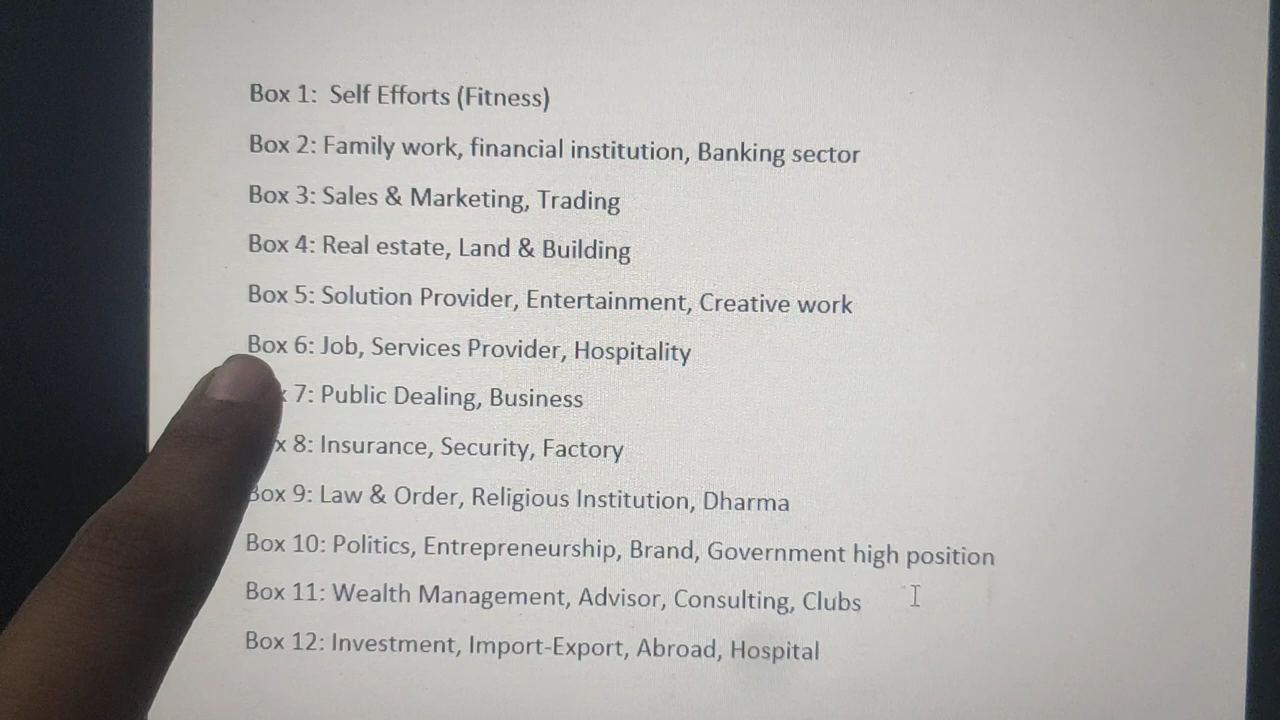 Box 1: Self Efforts (Fitness)
Box 2: Family work, financial institution, Banking sector
Box 3: Sales & Marketing, Trading
Box 4: Real estate, Land & Building
Box 5: Solution Provider, Entertainment, Creative work
Box 6: Job, Services Provider, Hospitality
7: Public Dealing, Business
8: Insurance, Security, Factory
Box 9: Law & Order, Religious Institution, Dharma
Box 10: Politics, Entrepreneurship, Brand, Government high position
Box 11: Wealth Management, Advisor, Consulting, Clubs
Box 12: Investment, Import-Export, Abroad, Hospital